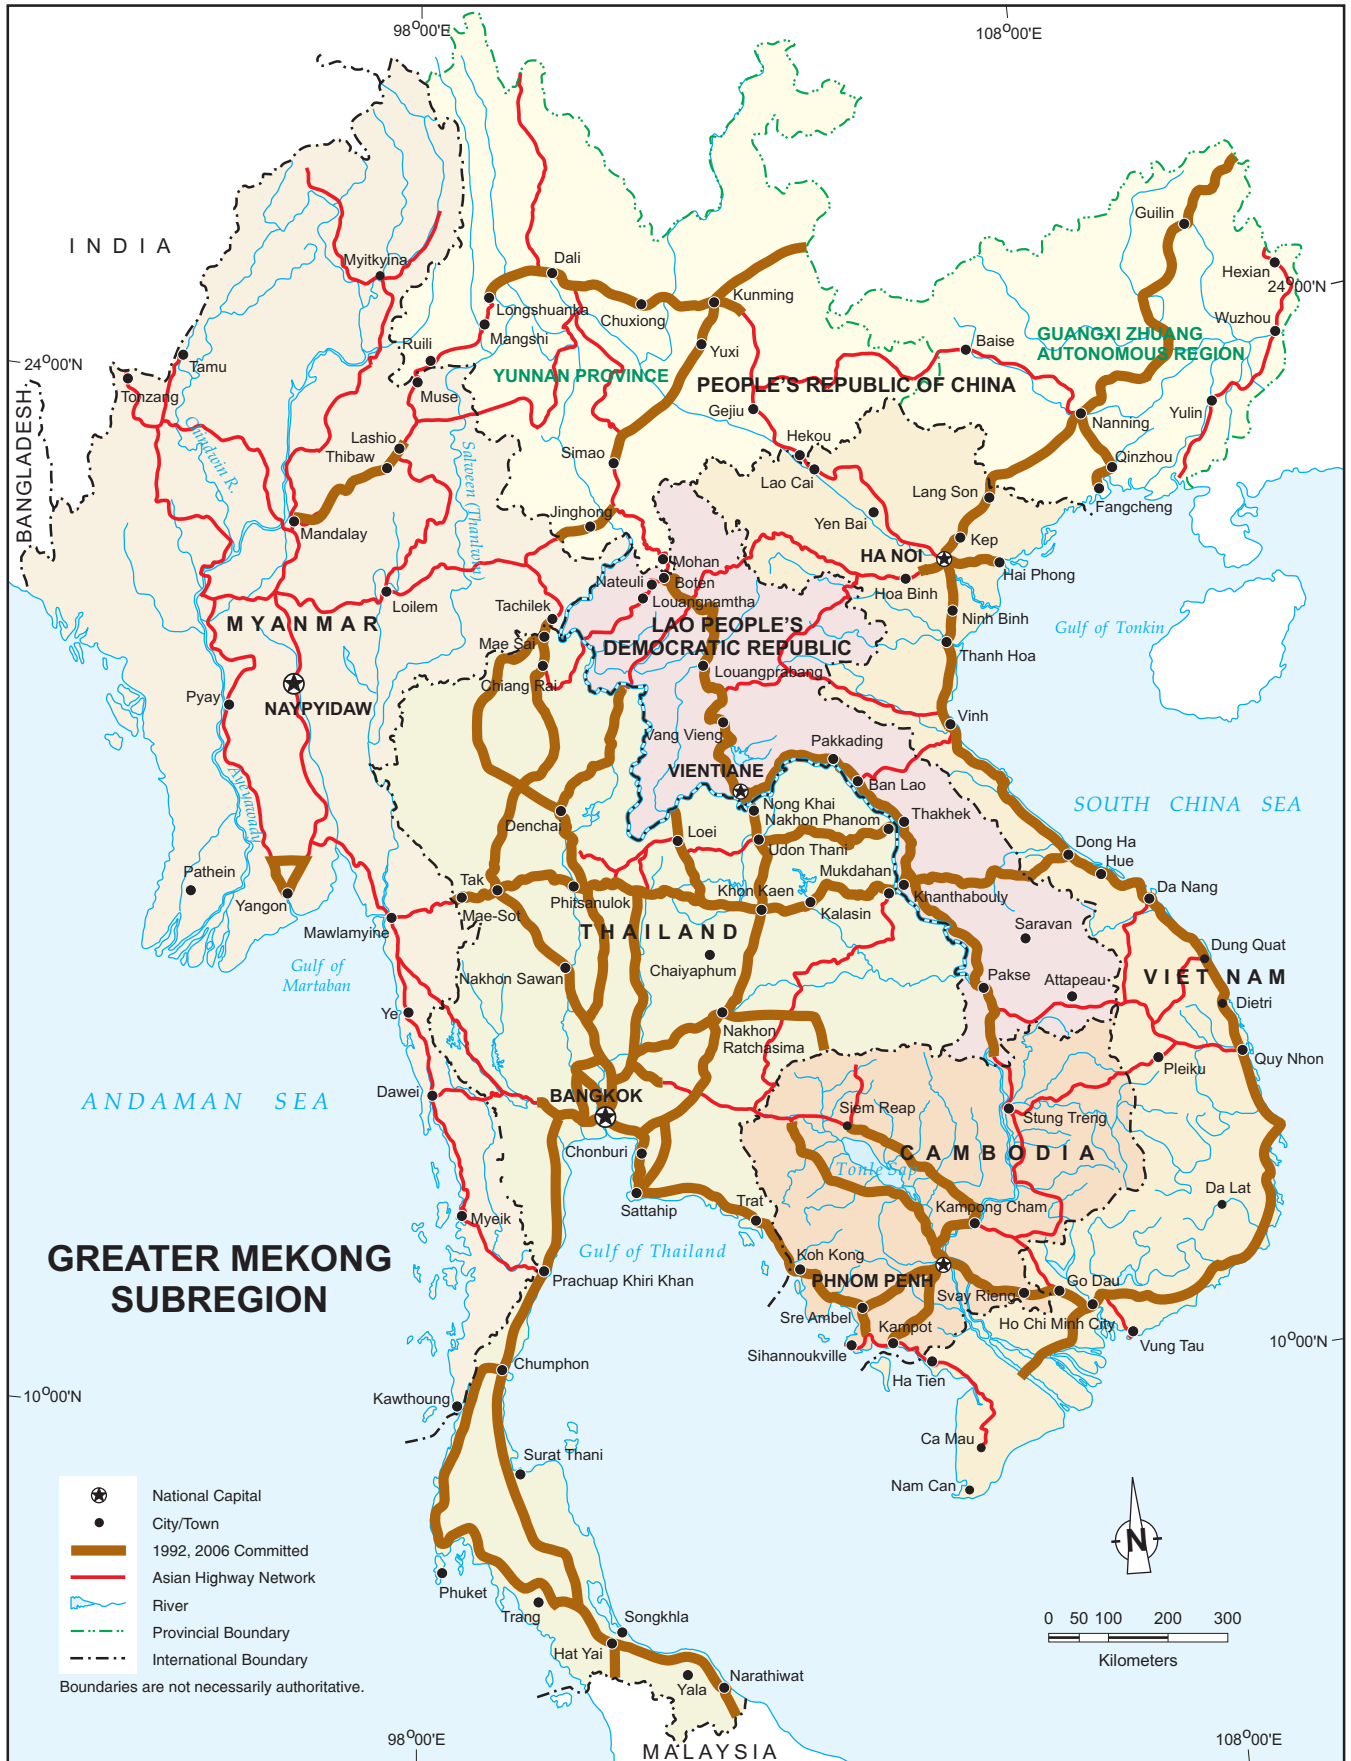 98°00'E
108°00'E
INDIA
Myitkyina
Dali
Guilin
Hexian
24°00'N
Longshuanka
Kunming
Chuxiong
Wuzhou
Mangshi
Ruili
Yuxi
Baise
GUANGXI ZHUANG
AUTONOMOUS REGION
24°00'N
Tamu
YUNNAN PROVINCE
PEOPLE'S REPUBLIC OF CHINA
Tonzang
Muse
Gejiu
Yulin
Nanning
BANGLADESH
Chindwin R.
Lashio
Thibaw
Salween (Thanlwin)
Simao
Hekou
Lao Cai
Qinzhou
Lang Son
Fangcheng
Mandalay
Jinghong
Yen Bai
Kep
HA NOI
Mohan
Hai Phong
Nateuli
Boten
Hoa Binh
Loilem
Tachilek
Louangnamtha
Ninh Binh
MYANMAR
LAO PEOPLE'S
DEMOCRATIC REPUBLIC
Gulf of Tonkin
Mae Sai
Thanh Hoa
Louangprabang
Chiang Rai
Pyay
NAYPYIDAW
Vinh
Vang Vieng
Pakkading
VIENTIANE
Ban Lao
Ayeyawady
Nong Khai
Nakhon Phanom
Thakhek
SOUTH CHINA SEA
Denchai
Loei
Udon Thani
Dong Ha
Hue
Pathein
Mukdahan
Tak
Khon Kaen
Da Nang
Yangon
Mae-Sot
Phitsanulok
Kalasin
Khanthabouly
Mawlamyine
THAILAND
Saravan
Dung Quat
Gulf of
Martaban
Nakhon Sawan
Chaiyaphum
Pakse
Attapeau
VIET NAM
Ye
Dietri
Nakhon
Ratchasima
Quy Nhon
Pleiku
Dawei
BANGKOK
ANDAMAN SEA
Siem Reap
Stung Treng
Chonburi
CAMBODIA
Tonle Sap
Da Lat
Sattahip
Trat
Kampong Cham
Myeik
GREATER MEKONG
SUBREGION
Gulf of Thailand
Koh Kong
Prachuap Khiri Khan
PHNOM PENH
Go Dau
Svay Rieng
Sre Ambel
Kampot
Ho Chi Minh City
Sihannoukville
Vung Tau
10°00'N
Chumphon
Ha Tien
10°00'N
Kawthoung
Ca Mau
Surat Thani
Nam Can
National Capital
City/Town
1992, 2006 Committed
Asian Highway Network
River
Provincial Boundary
International Boundary
Boundaries are not necessarily authoritative.
N
Phuket
Trang
Songkhla
0 50 100 200 300
Kilometers
Hat Yai
Yala
Narathiwat
98°00'E
MALAYSIA
108°00'E